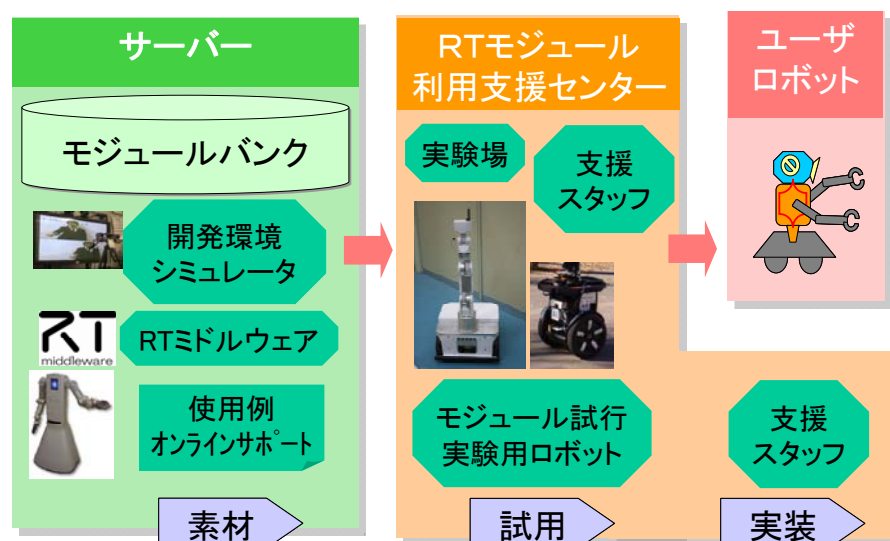 サーバー
モジュールバンク
開発環境
シミュレータ
RT
middleware
RTミドルウェア
使用例
オンラインサポート
素材
RTモジュール
利用支援センター
実験場
支援
スタッフ
モジュール試行
実験用ロボット
試用
ユーザ
ロボット
支援
スタッフ
実装